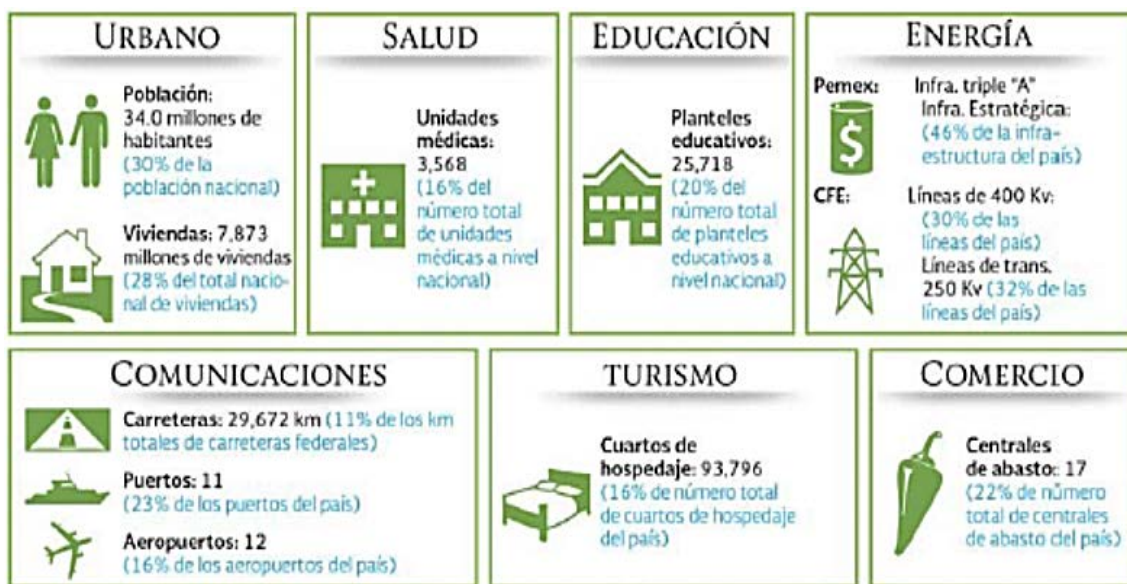 URBANO
Población:
34.0 millones de
habitantes
(30% de la
población nacional)
Viviendas: 7,873
millones de viviendas
(28% del total nacio-
nal de viviendas)
SALUD
Unidades
médicas:
3,568
(16% del
número total
de unidades
médicas a nivel
nacional)
EDUCACIÓN
Planteles
educativos:
25,718
(20% del
número total
de planteles
educativos a
nivel nacional)
ENERGÍA
Pemex: Infra. triple "A"
Infra. Estratégica:
(46% de la infra-
estructura del país)
$
CFE: Líneas de 400 Kv:
(30% de las
líneas del país)
Líneas de trans.
250 Kv (32% de las
líneas del país)
COMUNICACIONES
Carreteras: 29,672 km (11% de los km
totales de carreteras federales)
Puertos: 11
(23% de los puertos del país)
Aeropuertos: 12
(16% de los aeropuertos del país)
TURISMO
Cuartos de
hospedaje: 93,796
(16% de número total
de cuartos de hospedaje
del país)
COMERCIO
Centrales
de abasto: 17
(22% de número
total de centrales
de abasto del país)